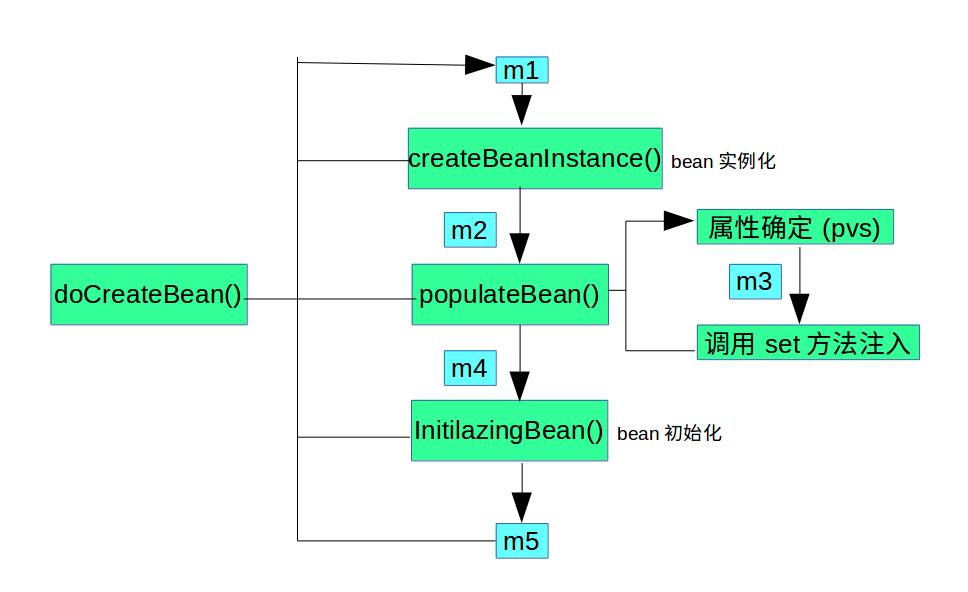 m1
createBeanInstance()
bean 实例化
m2
属性确定 (pvs)
m3
doCreateBean()
populateBean()
调用 set 方法注入
m4
InitilazingBean()
bean 初始化
m5